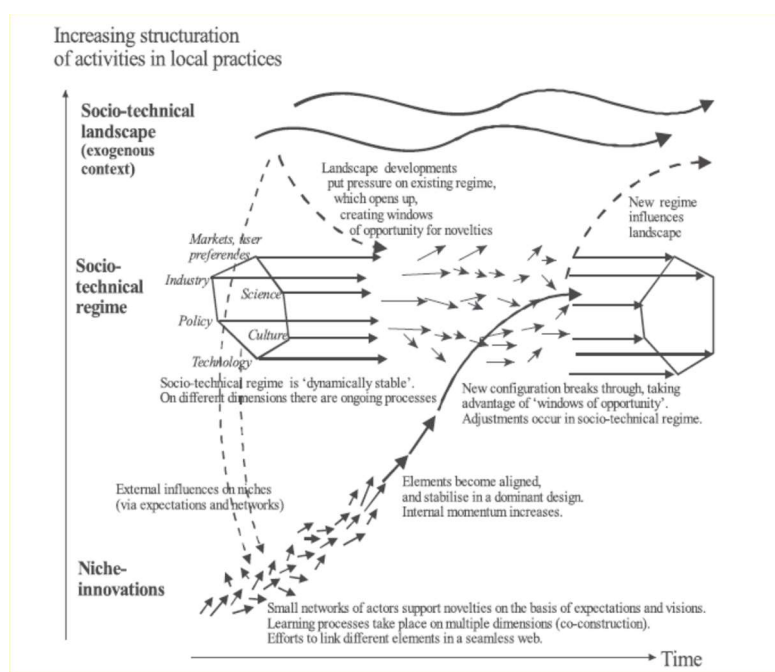 Increasing structuration
of activities in local practices
Socio-technical
landscape
(exogenous
context)
Landscape developments
put pressure on existing regime,
which opens up,
creating windows
of opportunity for novelties
New regime
influences
landscape
Markets, user
preferences
Socio-
technical
regime
Industry
Science
Policy
Culture
Technology
Socio-technical regime is ‘dynamically stable’.
On different dimensions there are ongoing processes
New configuration breaks through, taking
advantage of ‘windows of opportunity’.
Adjustments occur in socio-technical regime.
External influences on niches
(via expectations and networks)
Elements become aligned,
and stabilise in a dominant design.
Internal momentum increases.
Niche-
innovations
Small networks of actors support novelties on the basis of expectations and visions.
Learning processes take place on multiple dimensions (co-construction).
Efforts to link different elements in a seamless web.
Time